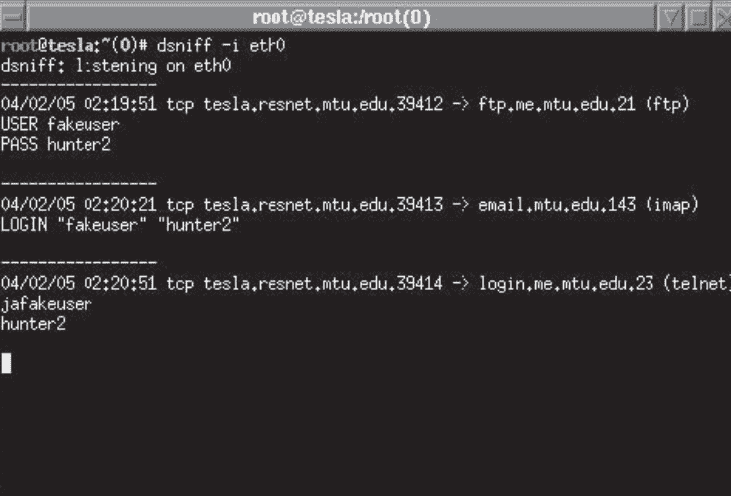 root@tesla:/root(0)
root@tesla:~(0)# dsniff -i eth0
dsniff: listening on eth0
-----------------
04/02/05 02:19:51 tcp tesla.resnet.mtu.edu.39412 -> ftp.me.mtu.edu.21 (ftp)
USER fakeuser
PASS hunter2
-----------------
04/02/05 02:20:21 tcp tesla.resnet.mtu.edu.39413 -> email.mtu.edu.143 (imap)
LOGIN "fakeuser" "hunter2"
-----------------
04/02/05 02:20:51 tcp tesla.resnet.mtu.edu.39414 -> login.me.mtu.edu.23 (telnet)
jafakeuser
hunter2